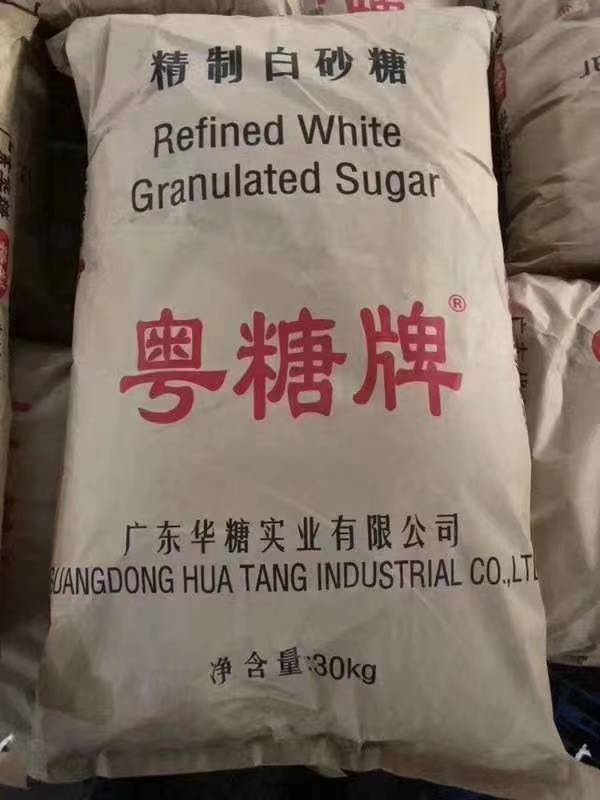 精制白砂糖
Refined White
Granulated Sugar
粤糖牌®
广东华糖实业有限公司
GUANGDONG HUA TANG INDUSTRIAL CO.,LTD
净含量:30kg